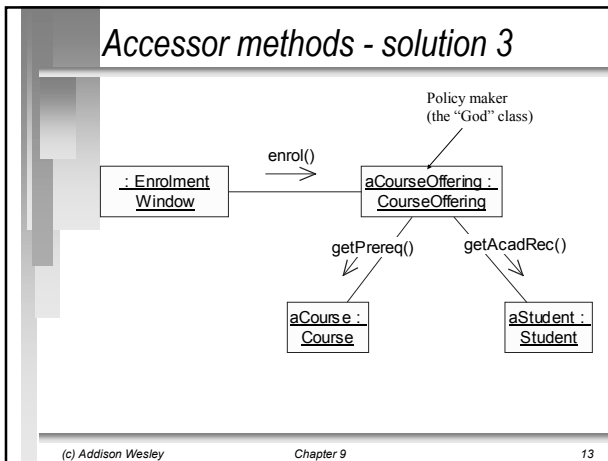 Accessor methods - solution 3
Policy maker
(the “God” class)
enrol()
: Enrolment
Window
aCourseOffering :
CourseOffering
getPrereq()
getAcadRec()
aCourse :
Course
aStudent :
Student
(c) Addison Wesley
Chapter 9
13